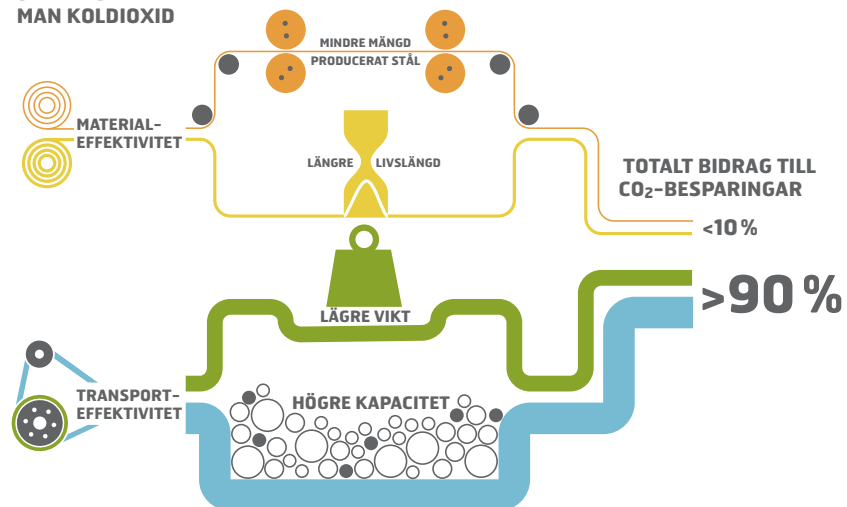 MAN KOLDIOXID
MINDRE MÄNGD
PRODUCERAT STÅL
MATERIAL-
EFFEKTIVITET
LÄNGRE LIVSLÄNGD
TOTALT BIDRAG TILL
CO₂-BESPARINGAR
<10 %
>90 %
LÄGRE VIKT
TRANSPORT-
EFFEKTIVITET
HÖGRE KAPACITET